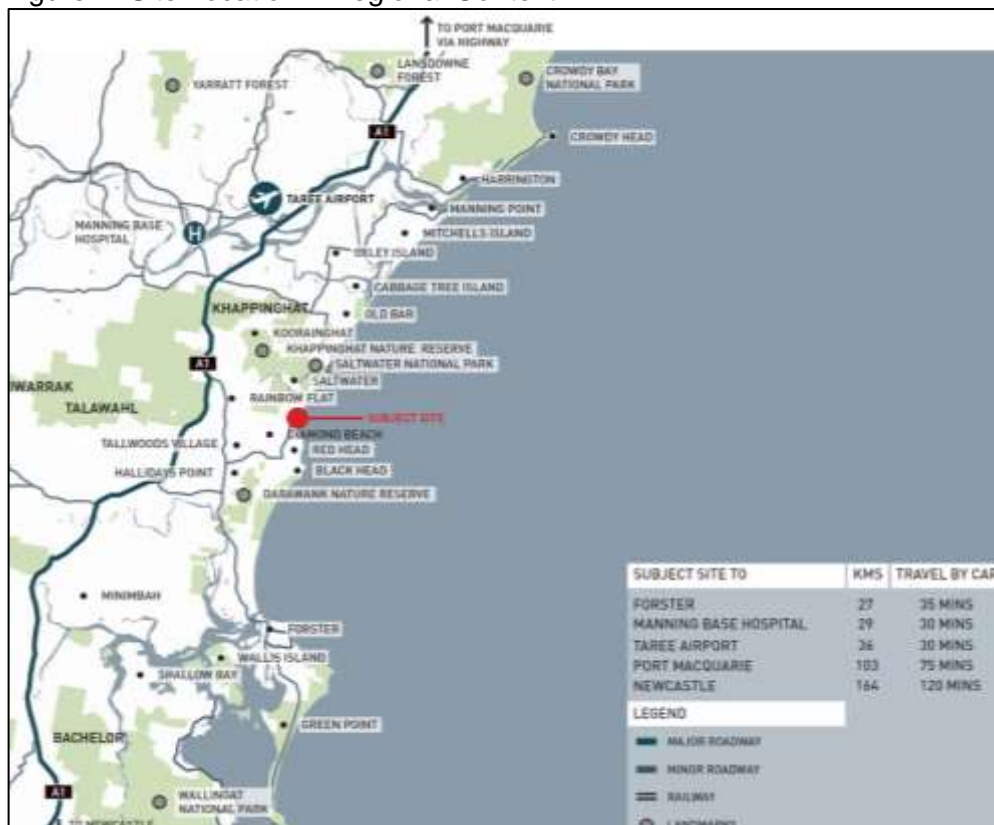 TO PORT MACQUARIE
VIA HIGHWAY
LANSDOWNE
FOREST
YARRATT FOREST
CROWDY BAY
NATIONAL PARK
A1
CROWDY HEAD
HARRINGTON
TAREE AIRPORT
MANNING POINT
MANNING BASE
HOSPITAL
H
MITCHELLS ISLAND
OXLEY ISLAND
CABBAGE TREE ISLAND
KHAPPINGHAT
OLD BAR
KOORAINGHAT
KHAPPINGHAT NATURE RESERVE
A1
SALTWATER NATIONAL PARK
SALTWATER
TALAWAHL
RAINBOW FLAT
SUBJECT SITE
DIAMOND BEACH
TALLWOODS VILLAGE
RED HEAD
HALLIDAYS POINT
BLACK HEAD
DARAWANK NATURE RESERVE
MINIMBAH
FORSTER
WALLIS ISLAND
SHALLOW BAY
GREEN POINT
BACHELOR
A1
WALLINGAT
NATIONAL PARK
TO NEWCASTLE
SUBJECT SITE TO KMS TRAVEL BY CAR
FORSTER 27 35 MINS
MANNING BASE HOSPITAL 29 30 MINS
TAREE AIRPORT 36 30 MINS
PORT MACQUARIE 103 75 MINS
NEWCASTLE 164 120 MINS
LEGEND
MAJOR ROADWAY
MINOR ROADWAY
RAILWAY
LANDMARKS